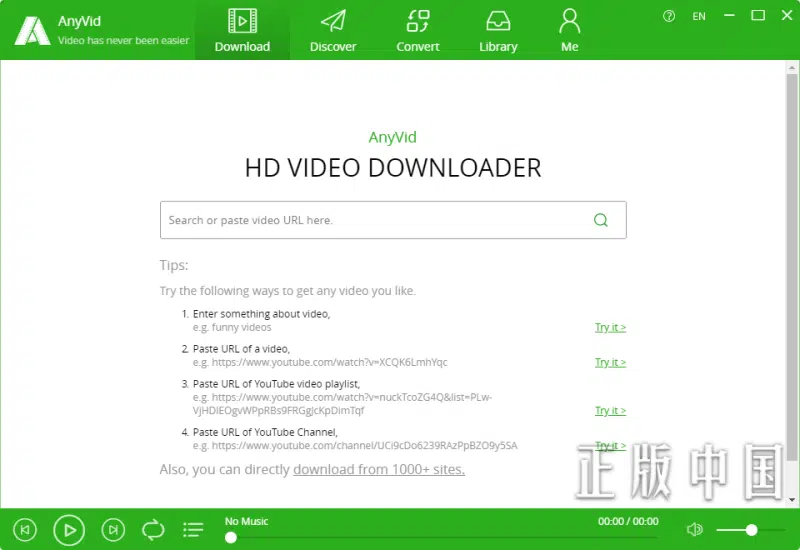 AnyVid
Video has never been easier
Download
Discover
Convert
Library
Me
EN
AnyVid
HD VIDEO DOWNLOADER
Search or paste video URL here.
Tips:
Try the following ways to get any video you like.
1. Enter something about video,
e.g. funny videos
Try it >
2. Paste URL of a video,
e.g. https://www.youtube.com/watch?v=XCQK6LmhYqc
Try it >
3. Paste URL of YouTube video playlist,
e.g. https://www.youtube.com/watch?v=nuckTcoZG4Q&list=PLw-
VjHDlEOgvWPpRBs9FRGgJcKpDimTqf
Try it >
4. Paste URL of YouTube Channel,
e.g. https://www.youtube.com/channel/UCi9cDo6239RAzPpBZO9y5SA
Try it >
Also, you can directly download from 1000+ sites.
正版中国
No Music
00:00 / 00:00